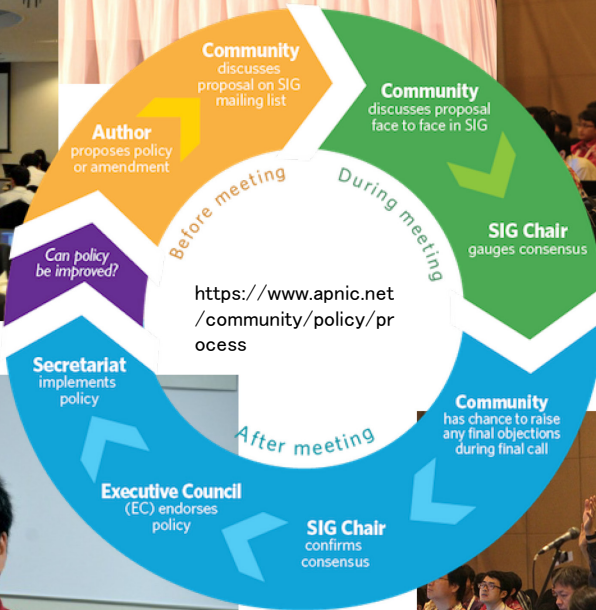 Community
discusses
proposal on SIG
mailing list
Author
proposes policy
or amendment
Before meeting
Community
discusses proposal
face to face in SIG
SIG Chair
gauges consensus
During meeting
Can policy
be improved?
https://www.apnic.net
/community/policy/pr
ocess
Community
has chance to raise
any final objections
during final call
SIG Chair
confirms
consensus
Executive Council
(EC) endorses
policy
Secretariat
implements
policy
After meeting